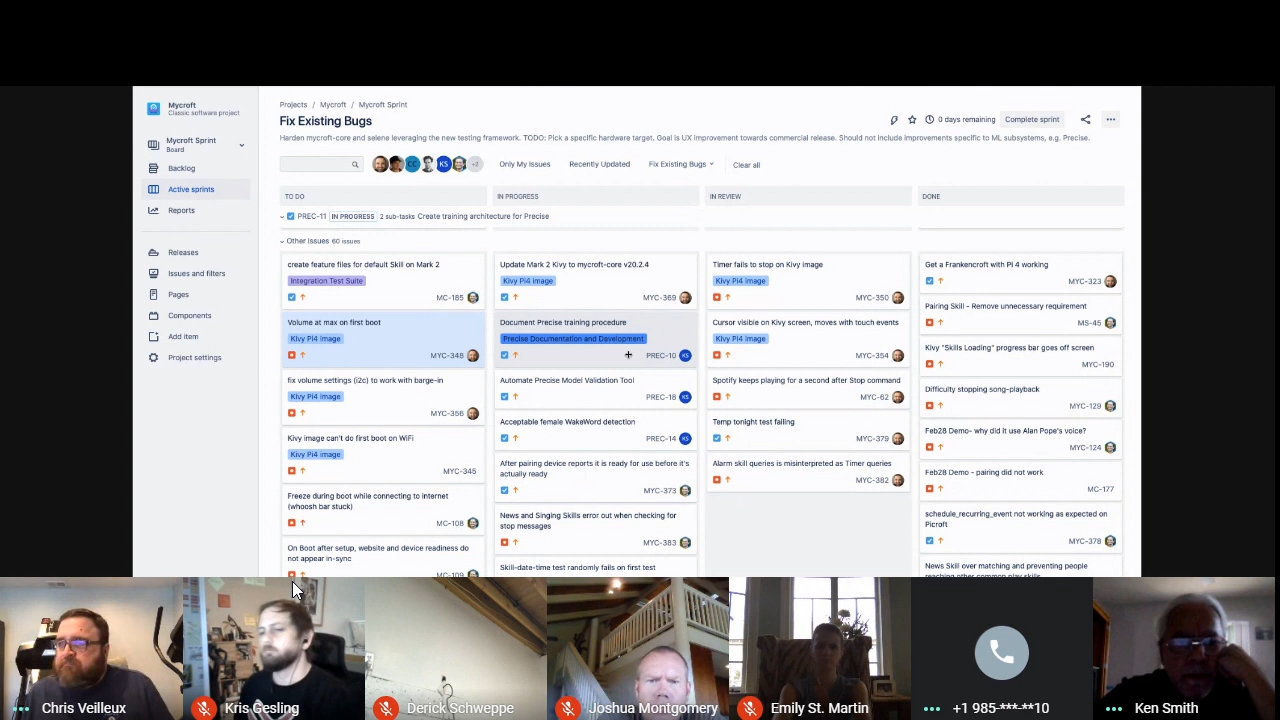 Mycroft
Classic software project
Mycroft Sprint
Board
Backlog
Active sprints
Reports
Releases
Issues and filters
Pages
Components
Add item
Project settings
Projects / Mycroft / Mycroft Sprint
Fix Existing Bugs
0 days remaining
Complete sprint
Harden mycroft-core and selene leveraging the new testing framework. TODO: Pick a specific hardware target. Goal is UX improvement towards commercial release. Should not include improvements specific to ML subsystems, e.g. Precise.
CC
KS
Only My Issues
Recently Updated
Fix Existing Bugs
Clear all
TO DO
IN PROGRESS
IN REVIEW
DONE
PREC-11 IN PROGRESS 2 sub-tasks Create training architecture for Precise
Other Issues 60 issues
create feature files for default Skill on Mark 2
Integration Test Suite
MC-185
Volume at max on first boot
Kivy Pi4 image
MYC-348
fix volume settings (i2c) to work with barge-in
Kivy Pi4 image
MYC-356
Kivy image can't do first boot on WiFi
Kivy Pi4 image
MYC-345
Freeze during boot while connecting to internet
(whoosh bar stuck)
MC-108
On Boot after setup, website and device readiness do
not appear in-sync
MC-109
Update Mark 2 Kivy to mycroft-core v20.2.4
Kivy Pi4 image
MYC-369
Document Precise training procedure
Precise Documentation and Development
PREC-10 KS
Automate Precise Model Validation Tool
PREC-18 KS
Acceptable female WakeWord detection
PREC-14 KS
After pairing device reports it is ready for use before it's
actually ready
MYC-373
News and Singing Skills error out when checking for
stop messages
MYC-383
Skill-date-time test randomly fails on first test
Timer fails to stop on Kivy image
Kivy Pi4 image
MYC-350
Cursor visible on Kivy screen, moves with touch events
Kivy Pi4 image
MYC-354
Spotify keeps playing for a second after Stop command
MYC-62
Temp tonight test failing
MYC-379
Alarm skill queries is misinterpreted as Timer queries
MYC-382
Get a Frankencroft with Pi 4 working
MYC-323
Pairing Skill - Remove unnecessary requirement
MS-45
Kivy "Skills Loading" progress bar goes off screen
MYC-190
Difficulty stopping song-playback
MYC-129
Feb28 Demo- why did it use Alan Pope's voice?
MYC-124
Feb28 Demo - pairing did not work
MC-177
schedule_recurring_event not working as expected on
Picroft
MYC-378
News Skill over matching and preventing people
reaching other common play skills
Chris Veilleux
Kris Gesling
Derick Schweppe
Joshua Montgomery
Emily St. Martin
+1 985-***-**10
Ken Smith